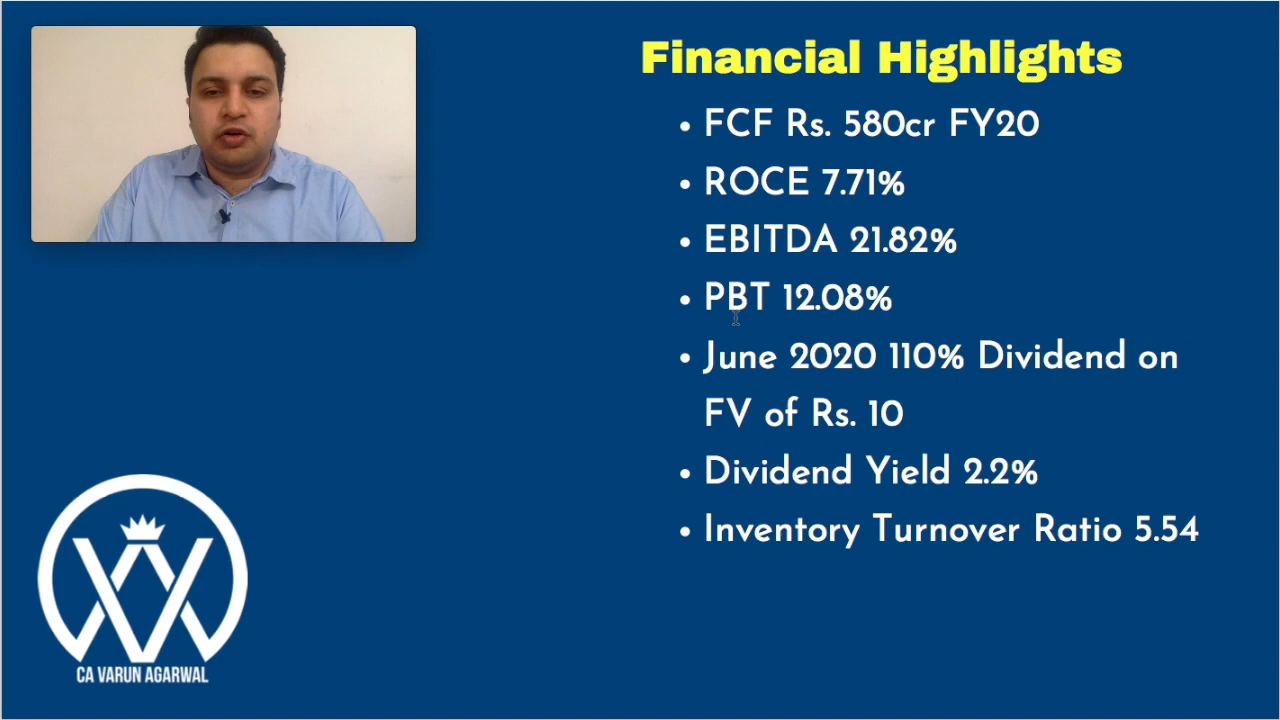 Financial Highlights
• FCF Rs. 580cr FY20
• ROCE 7.71%
• EBITDA 21.82%
• PBT 12.08%
• June 2020 110% Dividend on
FV of Rs. 10
• Dividend Yield 2.2%
• Inventory Turnover Ratio 5.54
CA VARUN AGARWAL